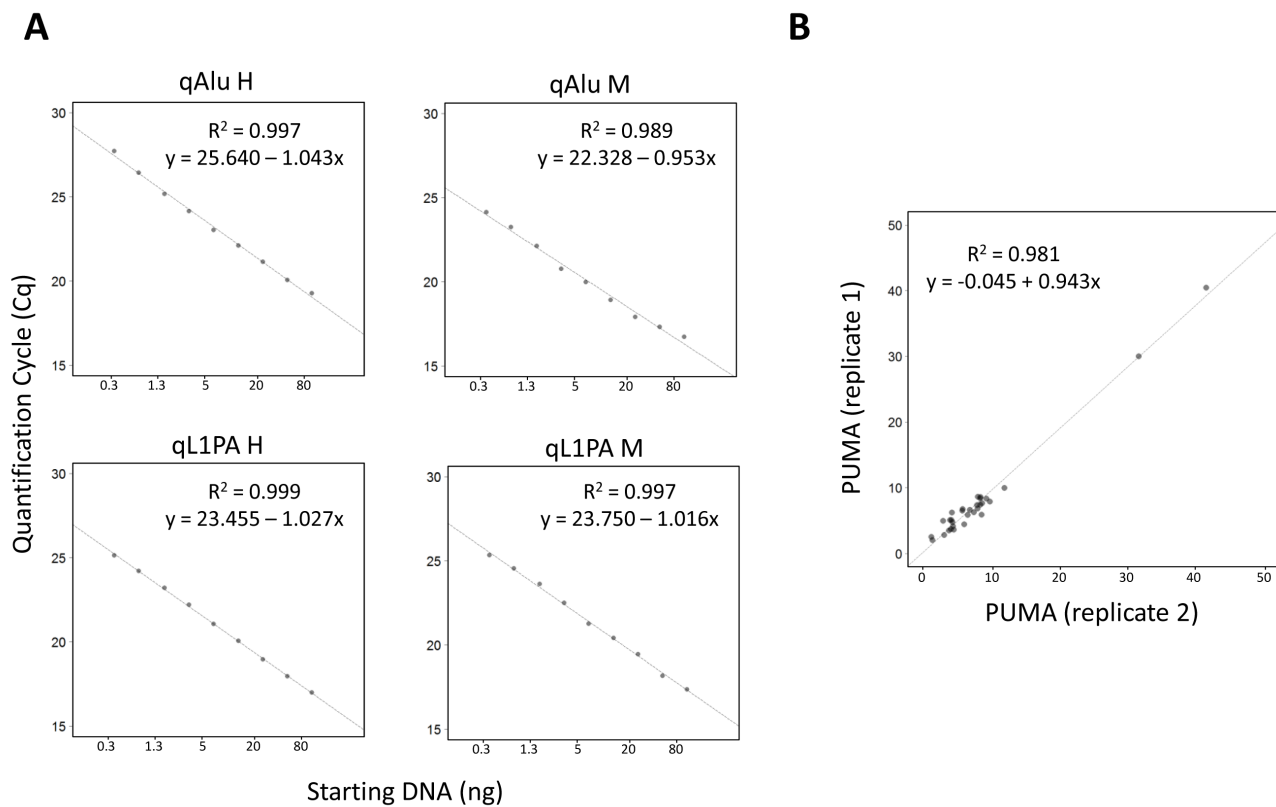 A
B
qAlu H
qAlu M
R² = 0.997
y = 25.640 – 1.043x
R² = 0.989
y = 22.328 – 0.953x
30
25
20
15
0.3 1.3 5 20 80
30
25
20
15
0.3 1.3 5 20 80
qL1PA H
qL1PA M
R² = 0.999
y = 23.455 – 1.027x
R² = 0.997
y = 23.750 – 1.016x
30
25
20
15
0.3 1.3 5 20 80
30
25
20
15
0.3 1.3 5 20 80
Quantification Cycle (Cq)
Starting DNA (ng)
R² = 0.981
y = -0.045 + 0.943x
50
40
30
20
10
0
0 10 20 30 40 50
PUMA (replicate 1)
PUMA (replicate 2)